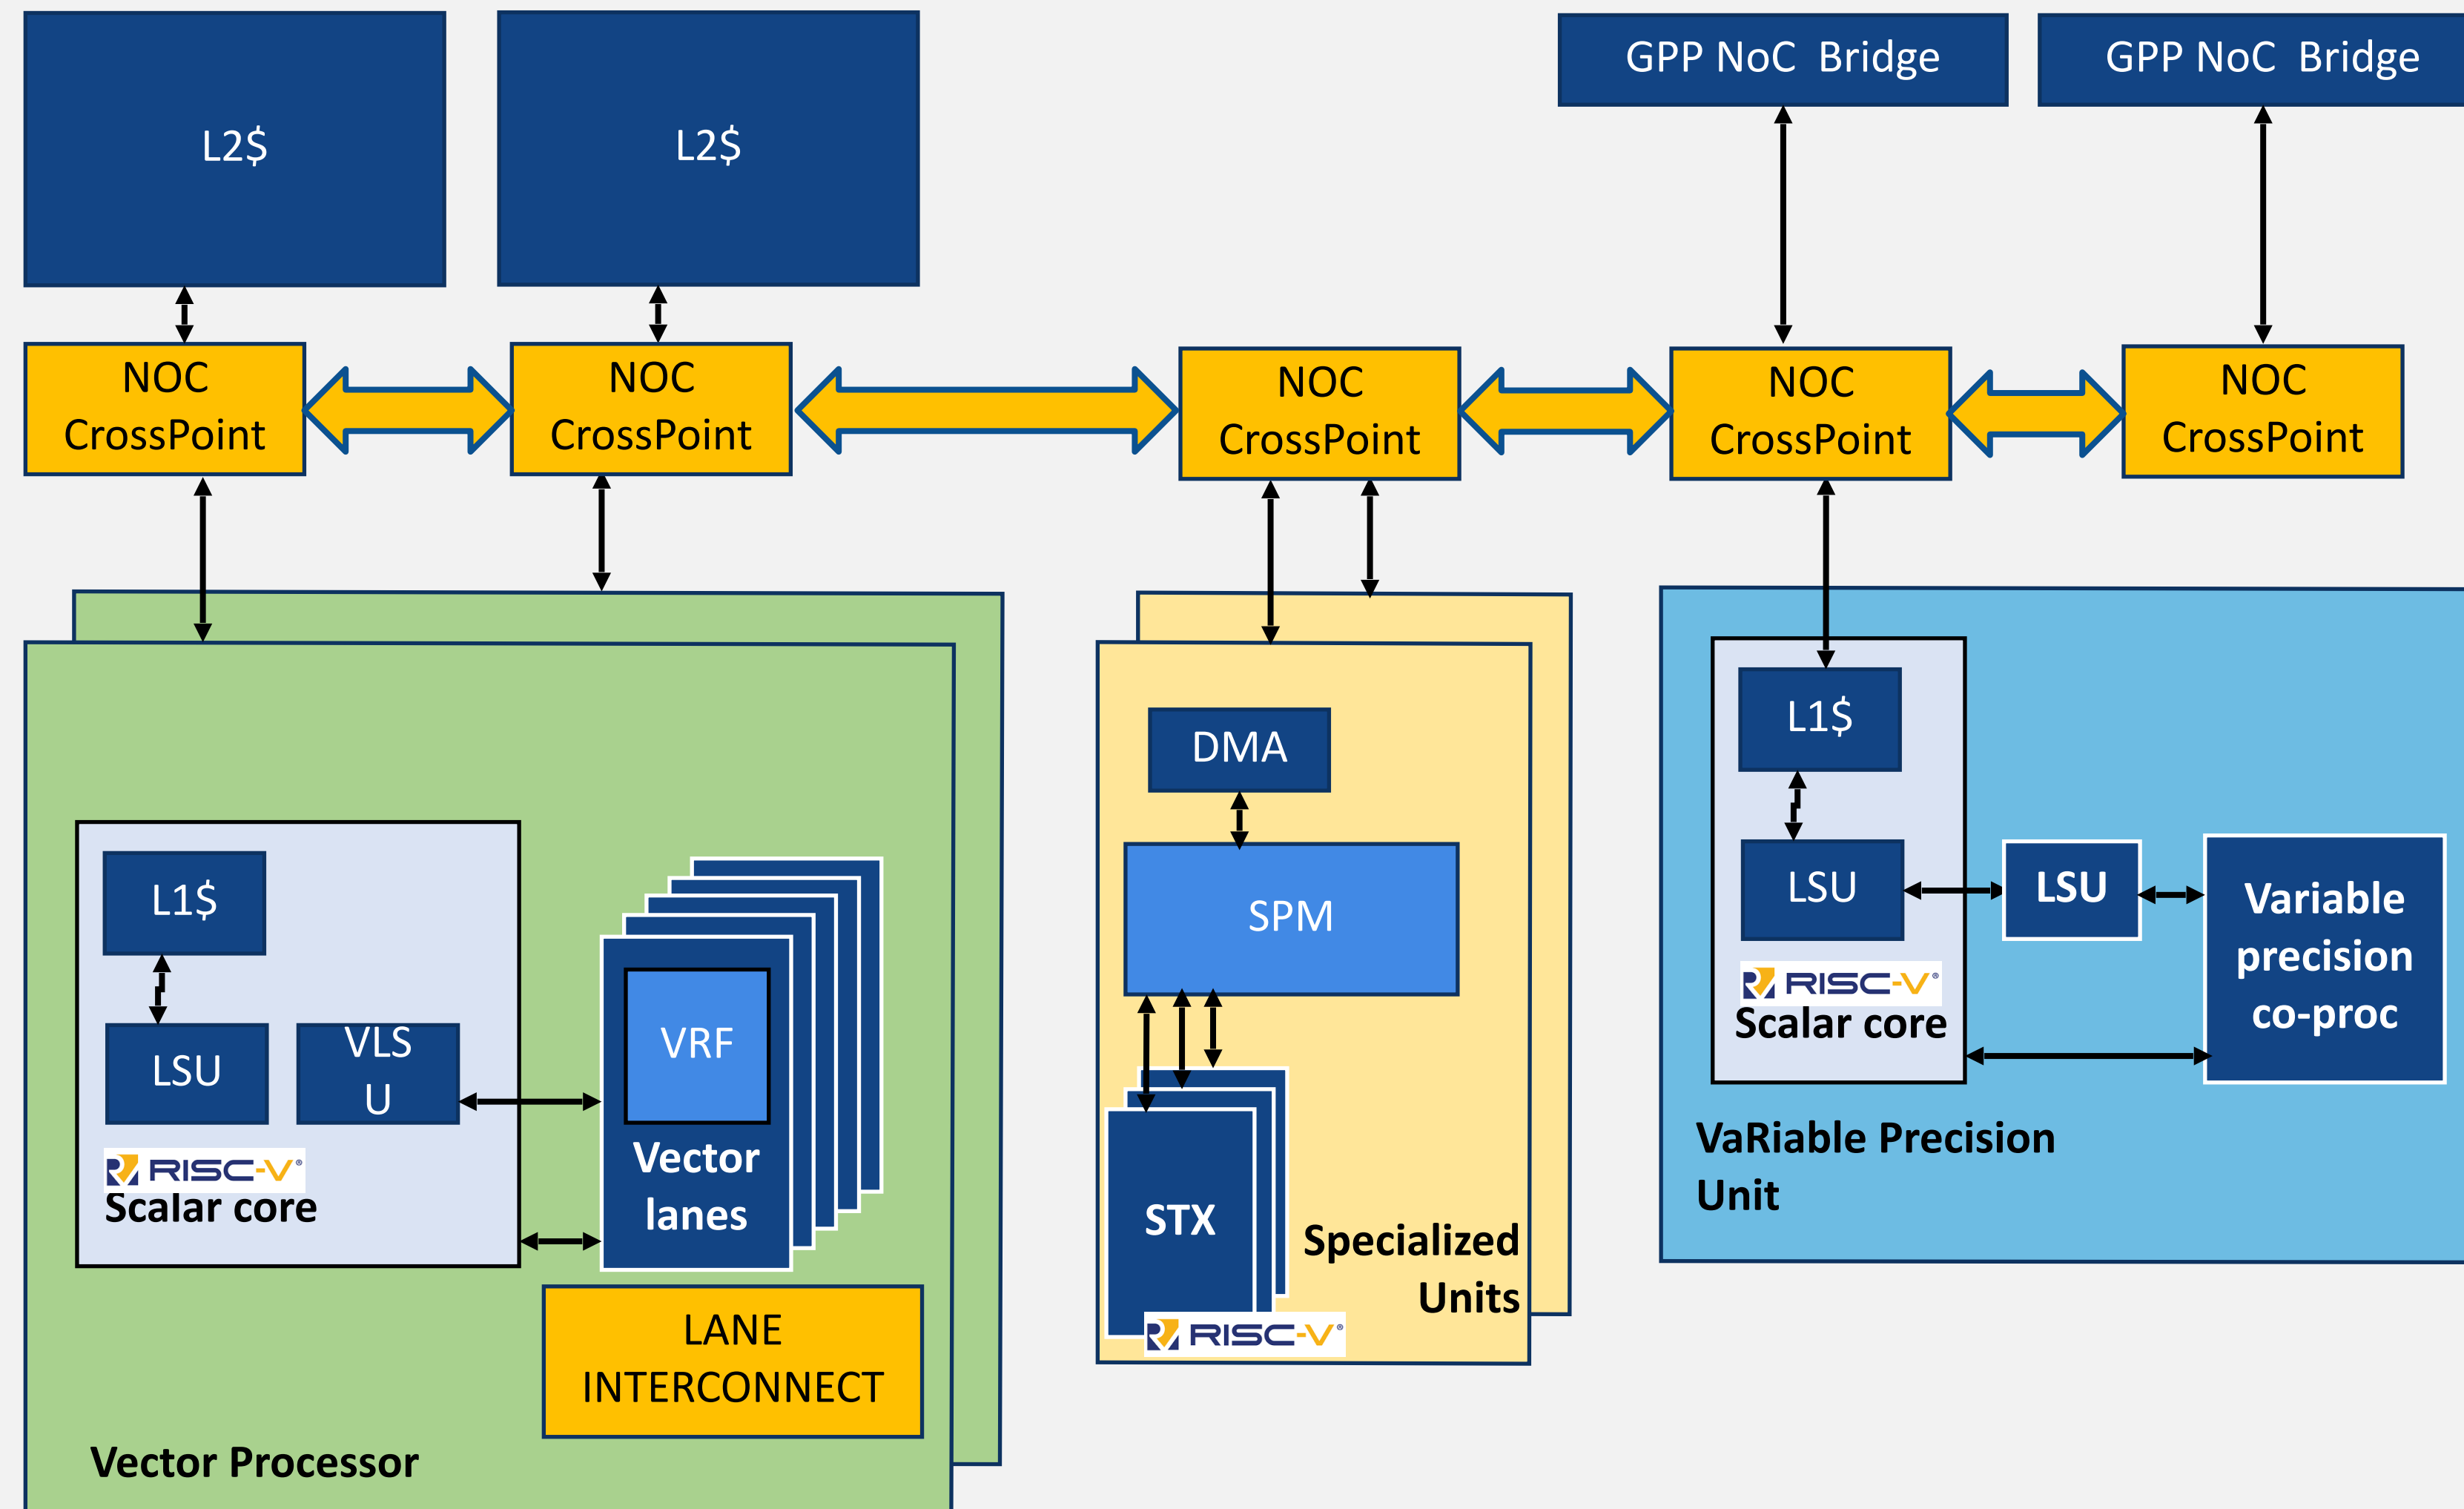 L2$
L2$
GPP NoC Bridge
GPP NoC Bridge
NOC
CrossPoint
NOC
CrossPoint
NOC
CrossPoint
NOC
CrossPoint
NOC
CrossPoint
L1$
LSU
VLS
U
RISC-V®
Scalar core
VRF
Vector
lanes
LANE
INTERCONNECT
Vector Processor
DMA
SPM
STX
RISC-V®
Specialized
Units
L1$
LSU
RISC-V®
Scalar core
LSU
Variable
precision
co-proc
VaRiable Precision
Unit